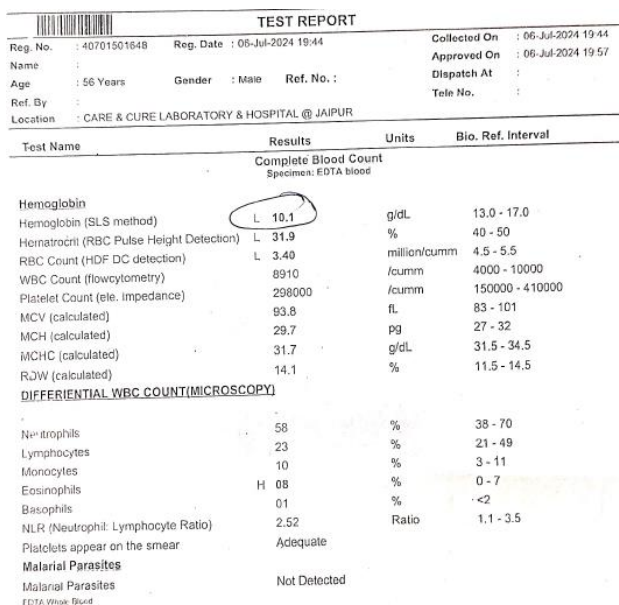 TEST REPORT
Reg. No. : 40701501648 Reg. Date : 06-Jul-2024 19:44 Collected On : 06-Jul-2024 19:44
Name : Approved On : 06-Jul-2024 19:57
Age : 56 Years Gender : Male Ref. No. : Dispatch At :
Ref. By : Tele No. :
Location : CARE & CURE LABORATORY & HOSPITAL @ JAIPUR
Test Name Results Units Bio. Ref. Interval
Complete Blood Count
Specimen: EDTA blood
Hemoglobin
Hemoglobin (SLS method) L 10.1 g/dL 13.0 - 17.0
Hematrocrit (RBC Pulse Height Detection) L 31.9 % 40 - 50
RBC Count (HDF DC detection) L 3.40 million/cumm 4.5 - 5.5
WBC Count (flowcytometry) 8910 /cumm 4000 - 10000
Platelet Count (ele. impedance) 298000 /cumm 150000 - 410000
MCV (calculated) 93.8 fL 83 - 101
MCH (calculated) 29.7 pg 27 - 32
MCHC (calculated) 31.7 g/dL 31.5 - 34.5
RDW (calculated) 14.1 % 11.5 - 14.5
DIFFERIENTIAL WBC COUNT(MICROSCOPY)
Neutrophils 58 % 38 - 70
Lymphocytes 23 % 21 - 49
Monocytes 10 % 3 - 11
Eosinophils H 08 % 0 - 7
Basophils 01 % <2
NLR (Neutrophil: Lymphocyte Ratio) 2.52 Ratio 1.1 - 3.5
Platelets appear on the smear Adequate
Malarial Parasites
Malarial Parasites Not Detected
EDTA Whole Blood